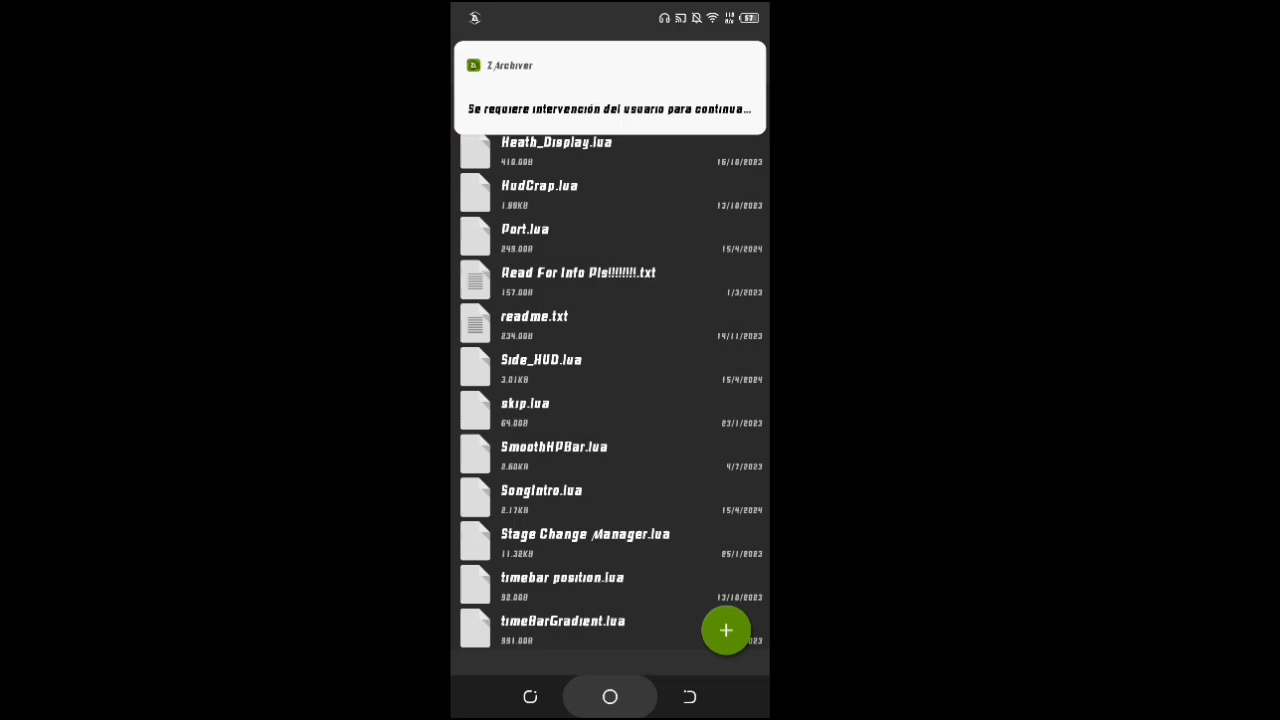 57
ZArchiver
Se requiere intervención del usuario para continua...
Heath_Display.lua
410.00B 16/10/2023
HudCrap.lua
1.88KB 13/10/2023
Port.lua
249.00B 15/4/2024
Read For Info Pls!!!!!!!!.txt
157.00B 1/3/2023
readme.txt
234.00B 14/11/2023
Side_HUD.lua
3.01KB 15/4/2024
skip.lua
64.00B 23/1/2023
SmoothHPBar.lua
2.60KB 4/7/2023
SongIntro.lua
2.17KB 15/4/2024
Stage Change Manager.lua
11.32KB 25/1/2023
timebar position.lua
92.00B 13/10/2023
timeBarGradient.lua
991.00B 023